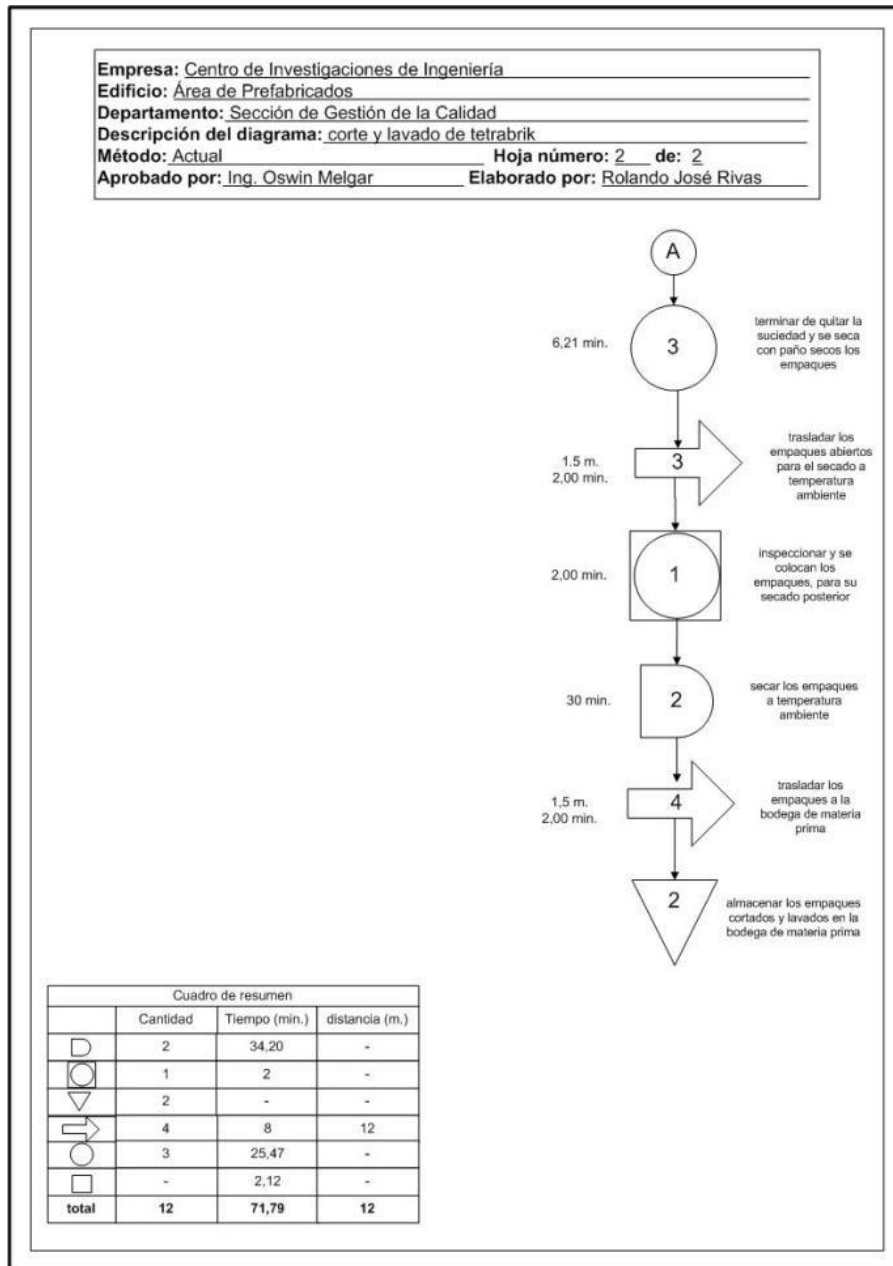 Empresa: Centro de Investigaciones de Ingeniería
Edificio: Área de Prefabricados
Departamento: Sección de Gestión de la Calidad
Descripción del diagrama: corte y lavado de tetrabrik
Método: Actual Hoja número: 2 de: 2
Aprobado por: Ing. Oswin Melgar Elaborado por: Rolando José Rivas
A
6,21 min.
3
terminar de quitar la
suciedad y se seca
con paño secos los
empaques
1.5 m.
2,00 min.
3
trasladar los
empaques abiertos
para el secado a
temperatura
ambiente
2,00 min.
1
inspeccionar y se
colocan los
empaques, para su
secado posterior
30 min.
2
secar los empaques
a temperatura
ambiente
1,5 m.
2,00 min.
4
trasladar los
empaques a la
bodega de materia
prima
2
almacenar los empaques
cortados y lavados en la
bodega de materia prima
Cuadro de resumen
Cantidad Tiempo (min.) distancia (m.)
2 34,20 -
1 2 -
2 - -
4 8 12
3 25,47 -
- 2,12 -
total 12 71,79 12